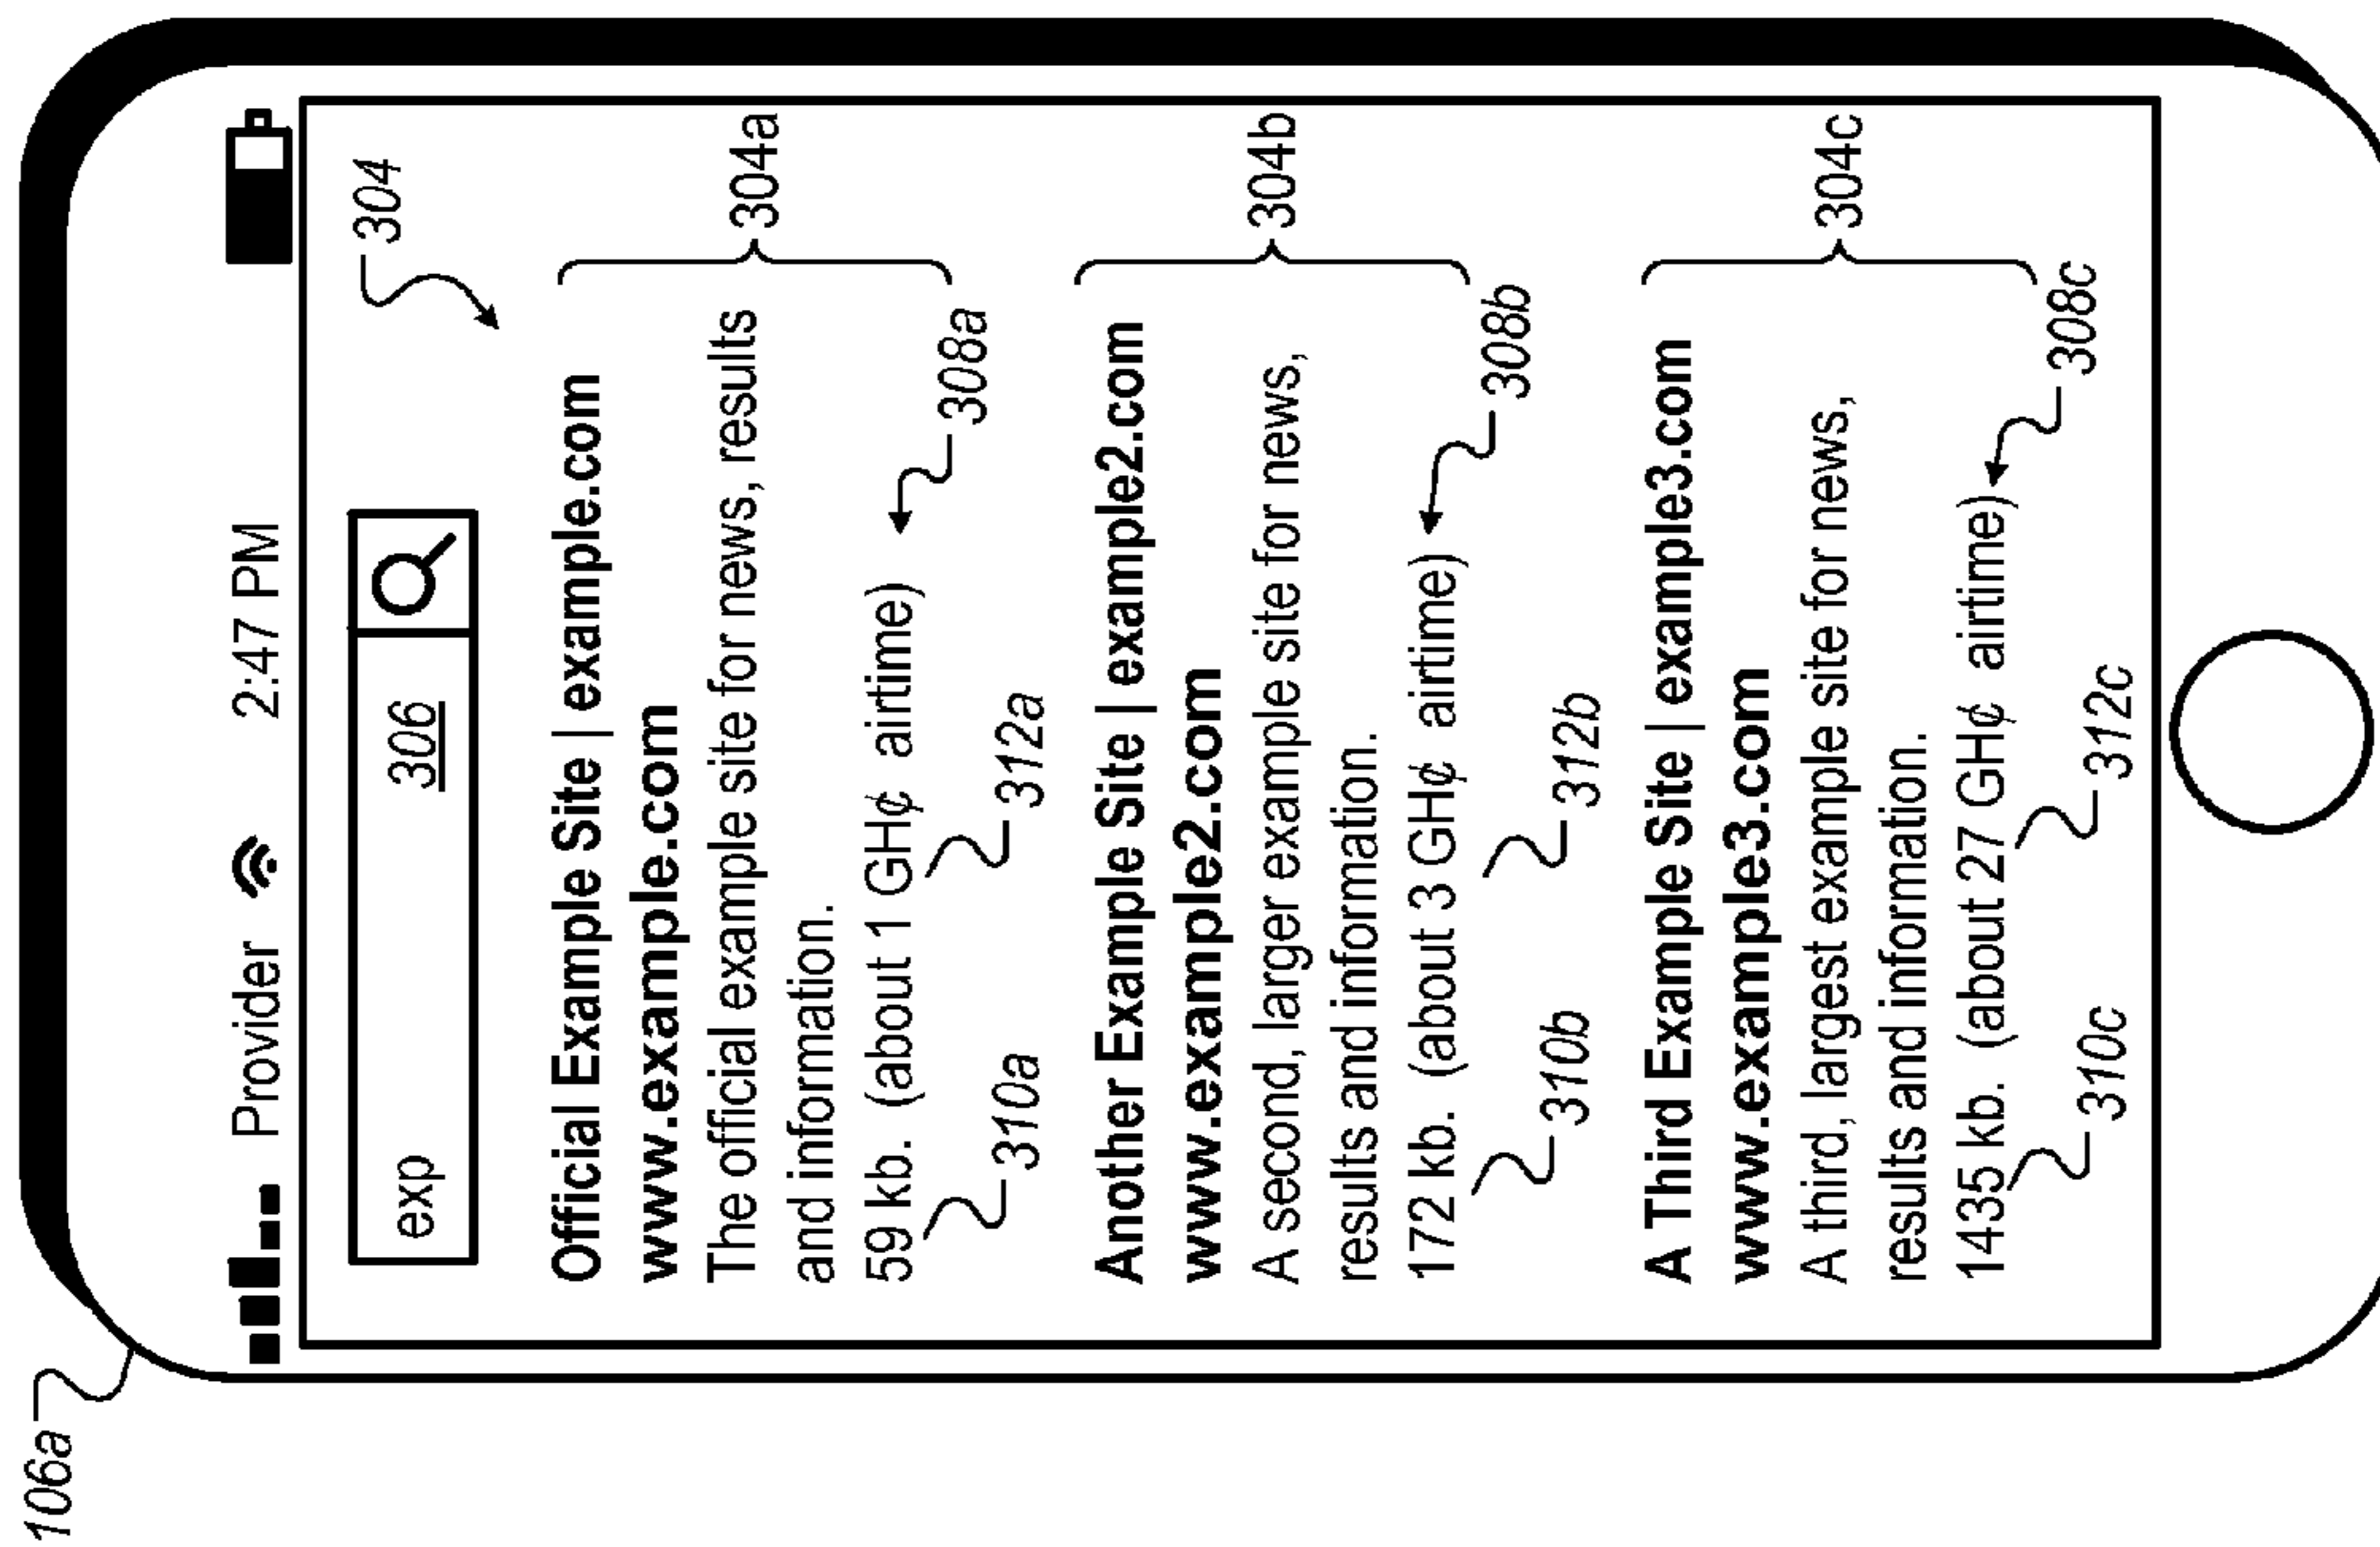 106a
Provider 2:47 PM
304
exp 306
Official Example Site | example.com
www.example.com
The official example site for news, results
and information.
304a
59 kb. (about 1 GH₵ airtime)
308a
310a 312a
Another Example Site | example2.com
www.example2.com
A second, larger example site for news,
results and information.
304b
172 kb. (about 3 GH₵ airtime)
308b
310b 312b
A Third Example Site | example3.com
www.example3.com
A third, largest example site for news,
results and information.
304c
1435 kb. (about 27 GH₵ airtime)
308c
310c 312c